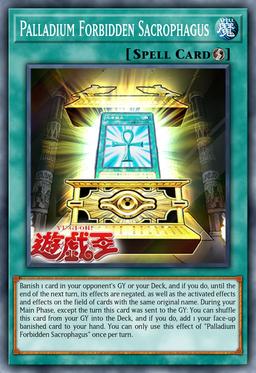 PALLADIUM FORBIDDEN SACROPHAGUS
魔
[SPELL CARD]
YU-GI-OH!
遊戯王
Banish 1 card in your opponent's GY or your Deck, and if you do, until the
end of the next turn, its effects are negated, as well as the activated effects
and effects on the field of cards with the same original name. During your
Main Phase, except the turn this card was sent to the GY: You can shuffle
this card from your GY into the Deck, and if you do, add 1 your face-up
banished card to your hand. You can only use this effect of "Palladium
Forbidden Sacrophagus" once per turn.